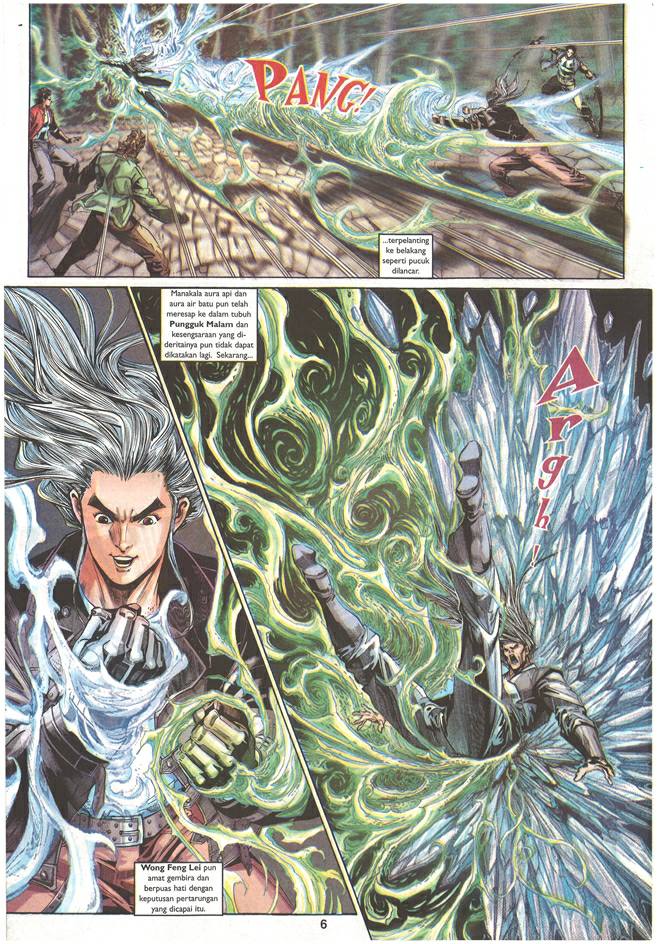 PANG!
...terpelanting
ke belakang
seperti pucuk
dilancar.
Manakala aura api dan
aura air batu pun telah
meresap ke dalam tubuh
Pungguk Malam dan
kesengsaraan yang di-
deritainya pun tidak dapat
dikatakan lagi. Sekarang...
Argh!
Wong Feng Lei pun
amat gembira dan
berpuas hati dengan
keputusan pertarungan
yang dicapai itu.
6